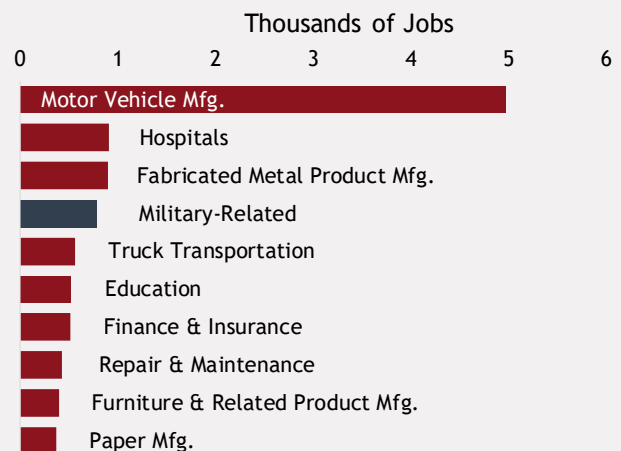 Thousands of Jobs
0 1 2 3 4 5 6
Motor Vehicle Mfg.
Hospitals
Fabricated Metal Product Mfg.
Military-Related
Truck Transportation
Education
Finance & Insurance
Repair & Maintenance
Furniture & Related Product Mfg.
Paper Mfg.